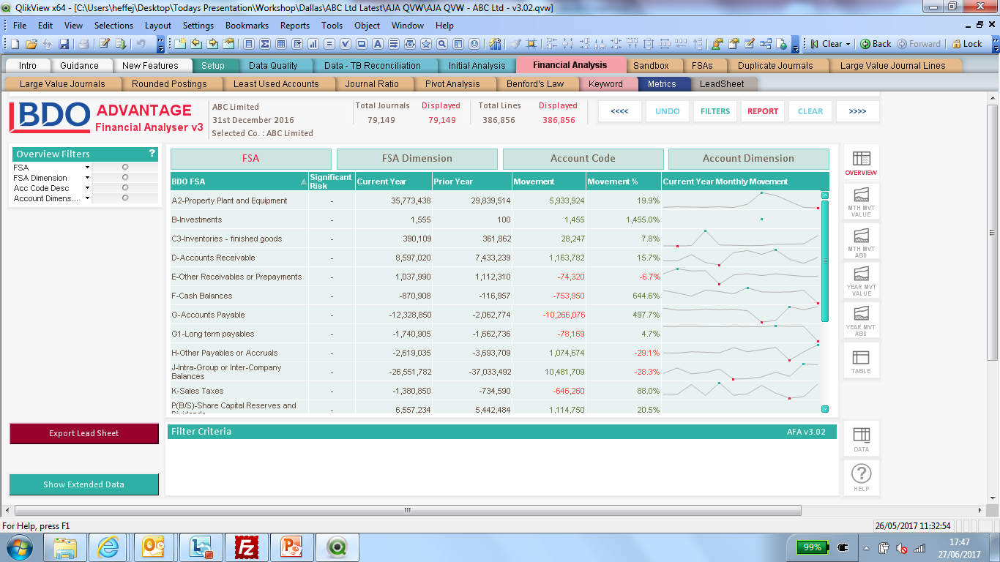 QlikView x64 - [C:\Users\heffej\Desktop\Todays Presentation\Workshop\Dallas\ABC Ltd Latest\AJA QVW\AJA QVW - ABC Ltd - v3.02.qvw]
File Edit View Selections Layout Settings Bookmarks Reports Tools Object Window Help
Clear Back Forward Lock
Intro Guidance New Features Setup Data Quality Data - TB Reconciliation Initial Analysis Financial Analysis Sandbox FSAs Duplicate Journals Large Value Journal Lines
Large Value Journals Rounded Postings Least Used Accounts Journal Ratio Pivot Analysis Benford's Law Keyword Metrics LeadSheet
BDO ADVANTAGE
Financial Analyser v3
ABC Limited
31st December 2016
Selected Co. : ABC Limited
Total Journals Displayed Total Lines Displayed
79,149 79,149 386,856 386,856
<<<< UNDO FILTERS REPORT CLEAR >>>>
Overview Filters ?
FSA
FSA Dimension
Acc Code Desc
Account Dimens...
FSA FSA Dimension Account Code Account Dimension
BDO FSA Significant Risk Current Year Prior Year Movement Movement % Current Year Monthly Movement
A2-Property Plant and Equipment - 35,773,438 29,839,514 5,933,924 19.9%
B-Investments - 1,555 100 1,455 1,455.0%
C3-Inventories - finished goods - 390,109 361,862 28,247 7.8%
D-Accounts Receivable - 8,597,020 7,433,239 1,163,782 15.7%
E-Other Receivables or Prepayments - 1,037,990 1,112,310 -74,320 -6.7%
F-Cash Balances - -870,908 -116,957 -753,950 644.6%
G-Accounts Payable - -12,328,850 -2,062,774 -10,266,076 497.7%
G1-Long term payables - -1,740,905 -1,662,736 -78,169 4.7%
H-Other Payables or Accruals - -2,619,035 -3,693,709 1,074,674 -29.1%
J-Intra-Group or Inter-Company Balances - -26,551,782 -37,033,492 10,481,709 -28.3%
K-Sales Taxes - -1,380,850 -734,590 -646,260 88.0%
P(B/S)-Share Capital Reserves and Dividends - 6,557,234 5,442,484 1,114,750 20.5%
OVERVIEW
MTH MVT
VALUE
MTH MVT
ABS
YEAR MVT
VALUE
YEAR MVT
ABS
TABLE
Export Lead Sheet
Show Extended Data
Filter Criteria AFA v3.02
DATA
HELP
For Help, press F1 26/05/2017 11:32:54
99% 17:47
27/06/2017